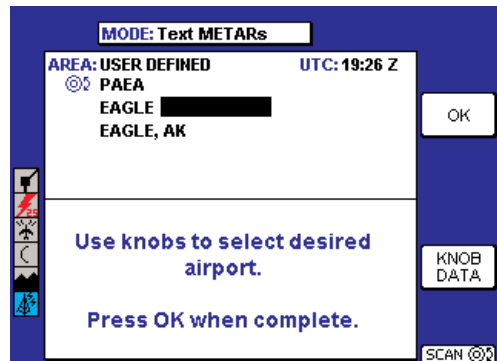 MODE: Text METARs
AREA: USER DEFINED UTC: 19:26 Z
PAEA
EAGLE
EAGLE, AK
OK
25
Use knobs to select desired
airport.
KNOB
DATA
Press OK when complete.
SCAN